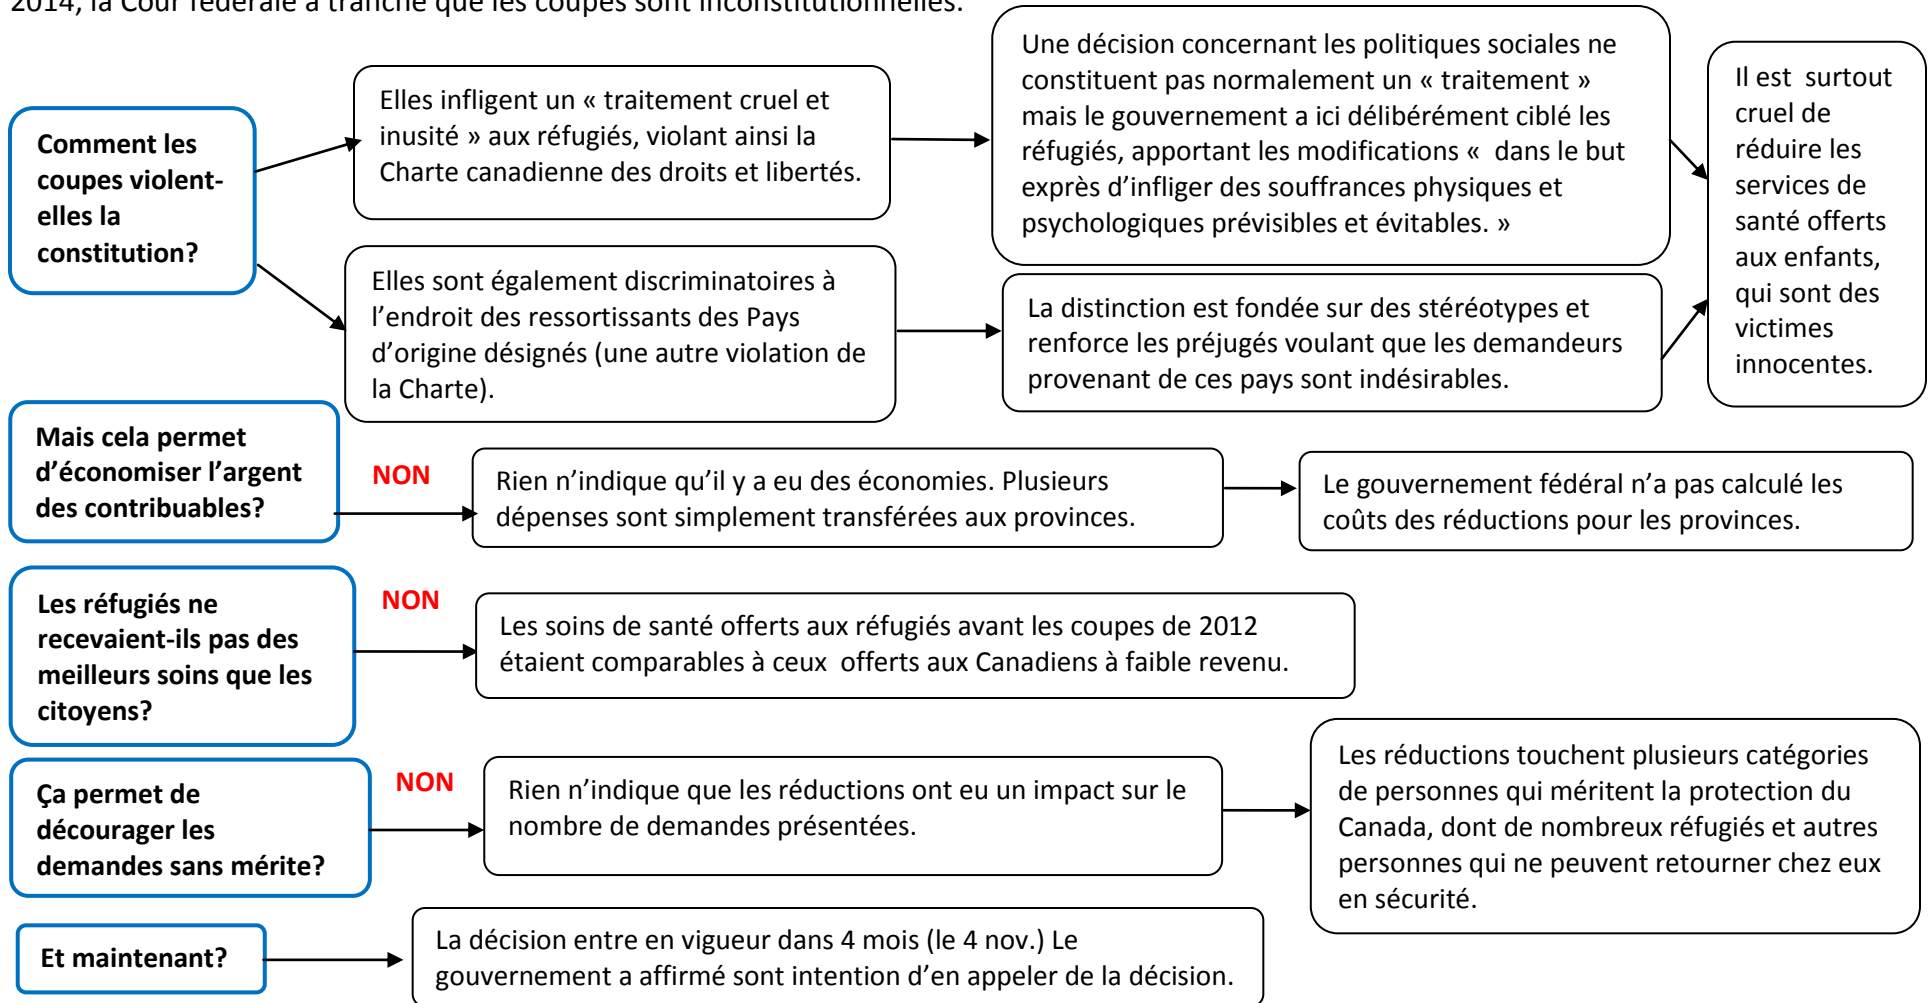 2014, la Cour fédérale a tranché que les coupes sont inconstitutionnelles.
Comment les
coupes violent-
elles la
constitution?
Elles infligent un « traitement cruel et
inusité » aux réfugiés, violant ainsi la
Charte canadienne des droits et libertés.
Une décision concernant les politiques sociales ne
constituent pas normalement un « traitement »
mais le gouvernement a ici délibérément ciblé les
réfugiés, apportant les modifications «  dans le but
exprès d’infliger des souffrances physiques et
psychologiques prévisibles et évitables. »
Il est  surtout
cruel de
réduire les
services de
santé offerts
aux enfants,
qui sont des
victimes
innocentes.
Elles sont également discriminatoires à
l’endroit des ressortissants des Pays
d’origine désignés (une autre violation de
la Charte).
La distinction est fondée sur des stéréotypes et
renforce les préjugés voulant que les demandeurs
provenant de ces pays sont indésirables.
Mais cela permet
d’économiser l’argent
des contribuables?
NON
Rien n’indique qu’il y a eu des économies. Plusieurs
dépenses sont simplement transférées aux provinces.
Le gouvernement fédéral n’a pas calculé les
coûts des réductions pour les provinces.
Les réfugiés ne
recevaient-ils pas des
meilleurs soins que les
citoyens?
NON
Les soins de santé offerts aux réfugiés avant les coupes de 2012
étaient comparables à ceux  offerts aux Canadiens à faible revenu.
Ça permet de
décourager les
demandes sans mérite?
NON
Rien n’indique que les réductions ont eu un impact sur le
nombre de demandes présentées.
Les réductions touchent plusieurs catégories
de personnes qui méritent la protection du
Canada, dont de nombreux réfugiés et autres
personnes qui ne peuvent retourner chez eux
en sécurité.
Et maintenant?
La décision entre en vigueur dans 4 mois (le 4 nov.) Le
gouvernement a affirmé sont intention d’en appeler de la décision.